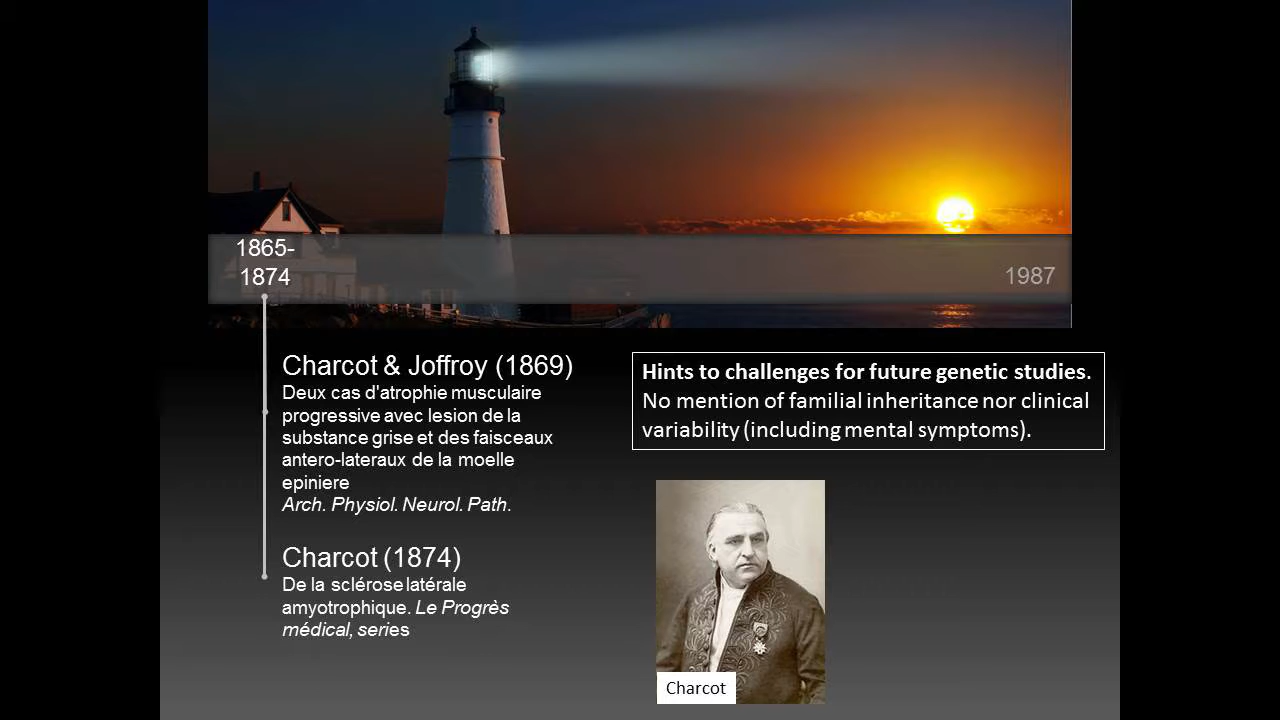 1865-
1874
1987
Charcot & Joffroy (1869)
Deux cas d'atrophie musculaire
progressive avec lesion de la
substance grise et des faisceaux
antero-lateraux de la moelle
epiniere
Arch. Physiol. Neurol. Path.
Charcot (1874)
De la sclérose latérale
amyotrophique. Le Progrès
médical, series
Hints to challenges for future genetic studies.
No mention of familial inheritance nor clinical
variability (including mental symptoms).
Charcot